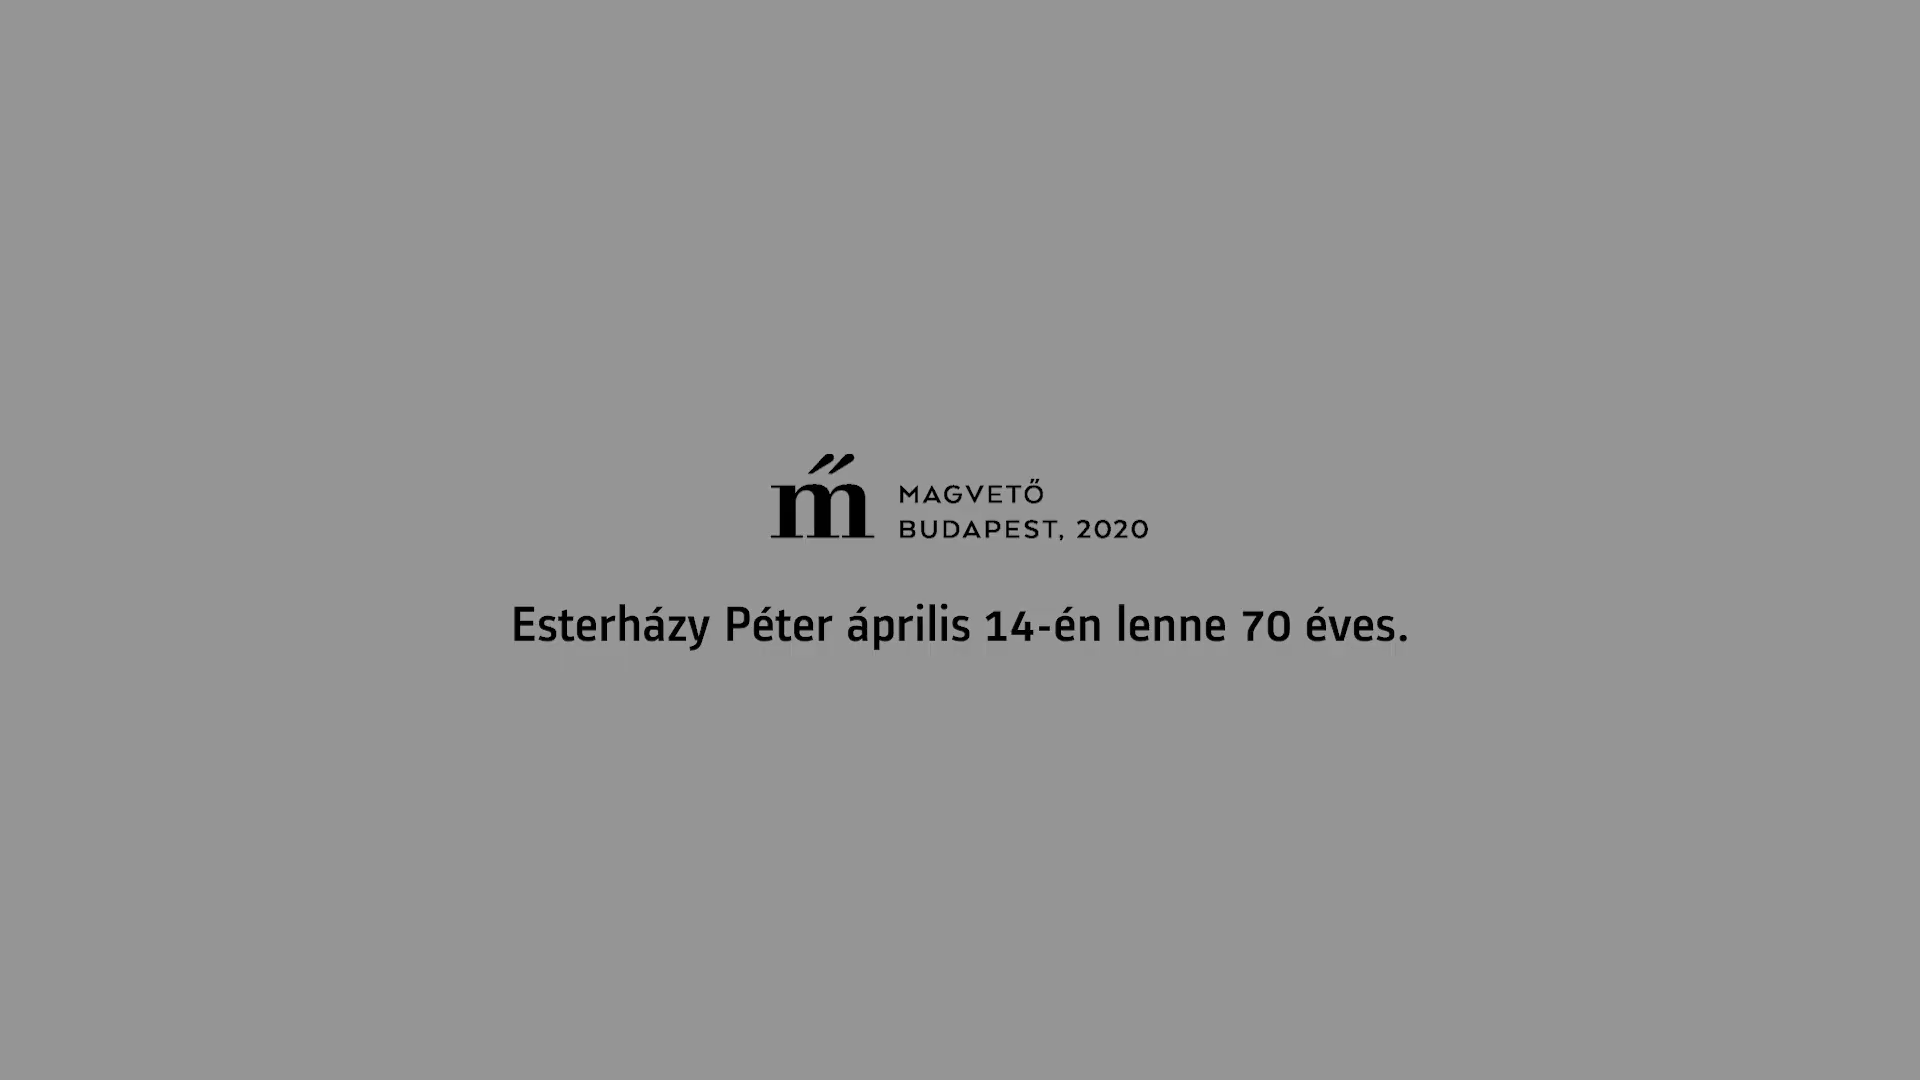 MAGVETŐ
BUDAPEST, 2020
Esterházy Péter április 14-én lenne 70 éves.